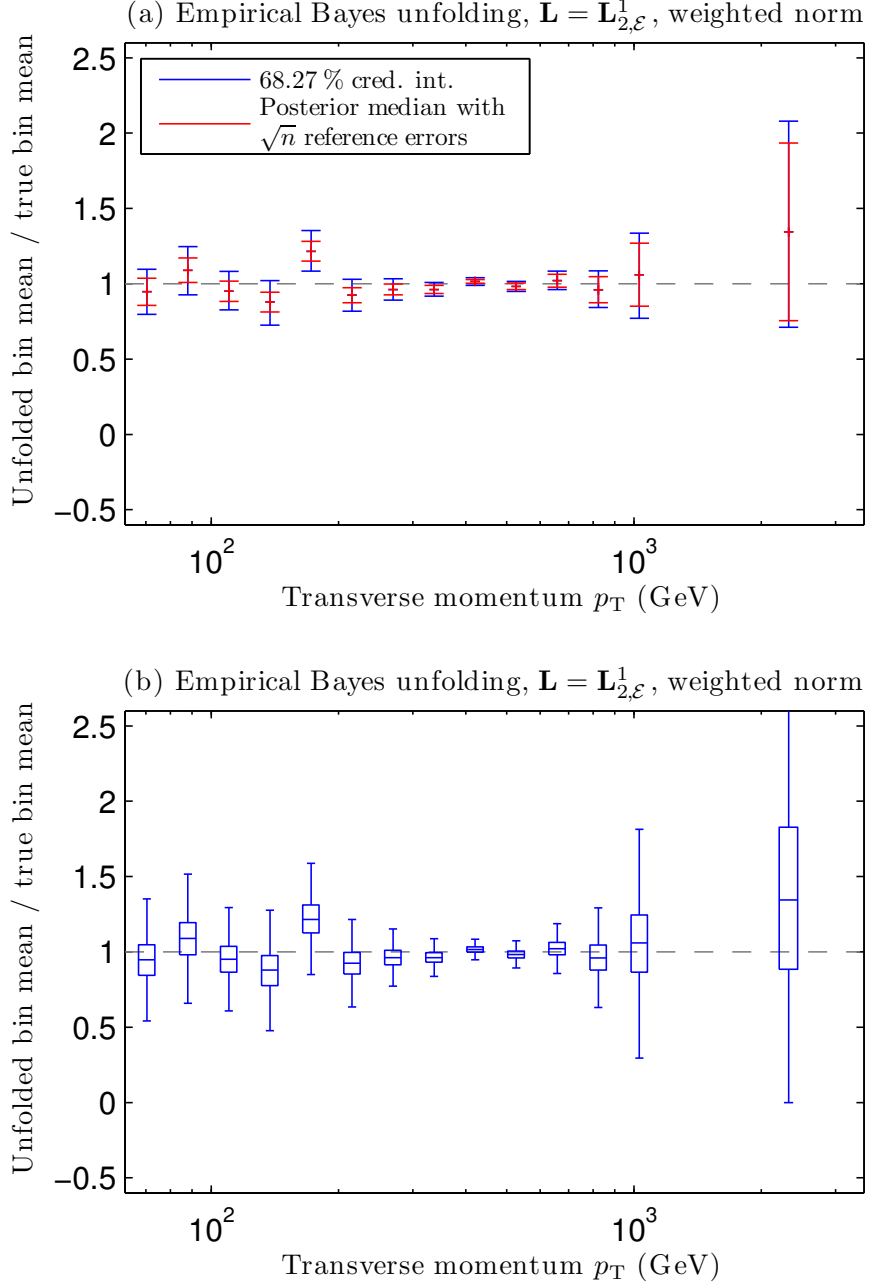 (a) Empirical Bayes unfolding, L = L¹₂,ℰ, weighted norm
2.5
2
1.5
1
0.5
0
−0.5
Unfolded bin mean / true bin mean
68.27 % cred. int.
Posterior median with
√n reference errors
10²
10³
Transverse momentum p_T (GeV)
(b) Empirical Bayes unfolding, L = L¹₂,ℰ, weighted norm
2.5
2
1.5
1
0.5
0
−0.5
Unfolded bin mean / true bin mean
10²
10³
Transverse momentum p_T (GeV)